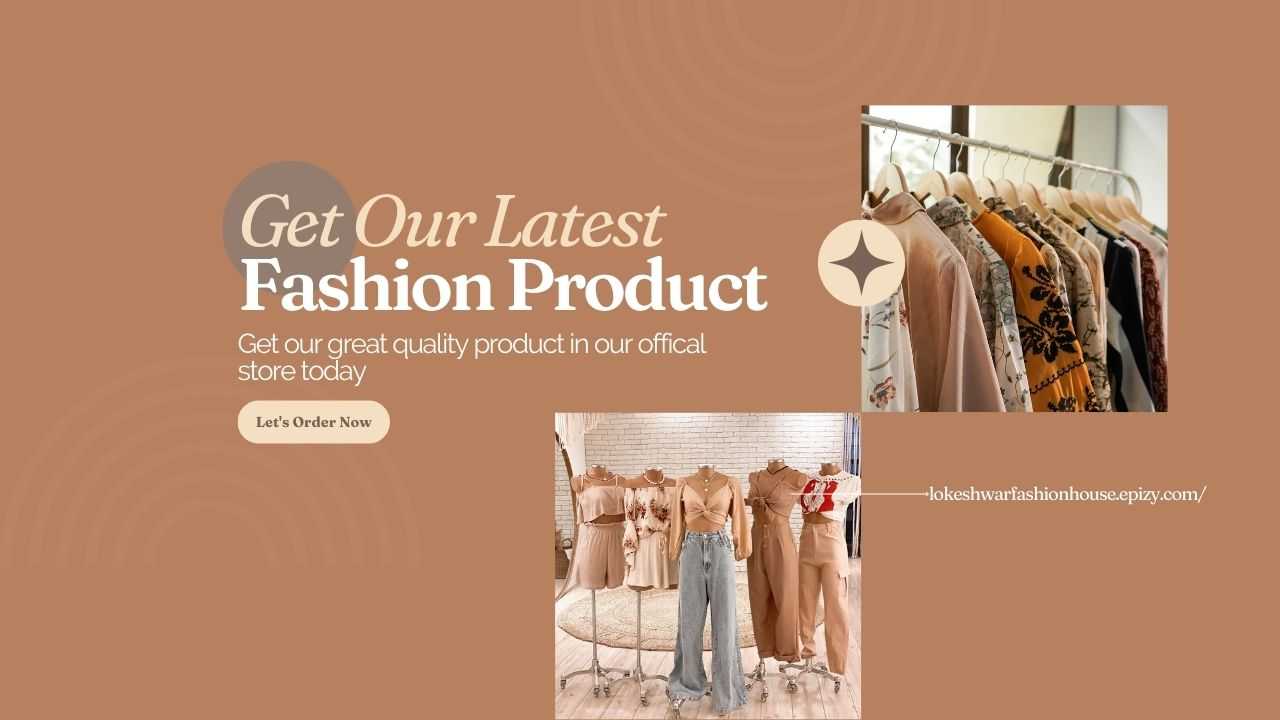 Get Our Latest
Fashion Product
Get our great quality product in our offical
store today
Let's Order Now
lokeshwarfashionhouse.epizy.com/